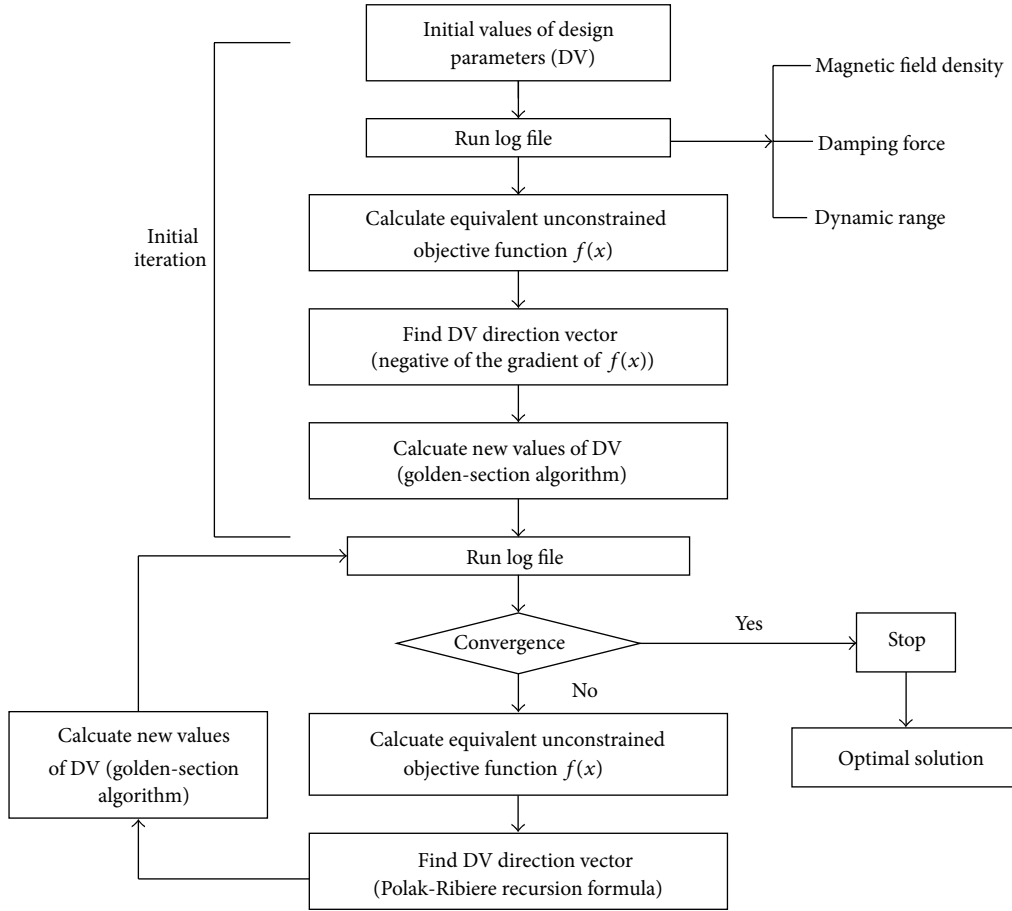 Initial values of design
parameters (DV)
Magnetic field density
Run log file
Damping force
Calculate equivalent unconstrained
objective function f(x)
Dynamic range
Initial
iteration
Find DV direction vector
(negative of the gradient of f(x))
Calcuate new values of DV
(golden-section algorithm)
Run log file
Convergence
Yes
Stop
No
Calcuate new values
of DV (golden-section
algorithm)
Calcuate equivalent unconstrained
objective function f(x)
Optimal solution
Find DV direction vector
(Polak-Ribiere recursion formula)